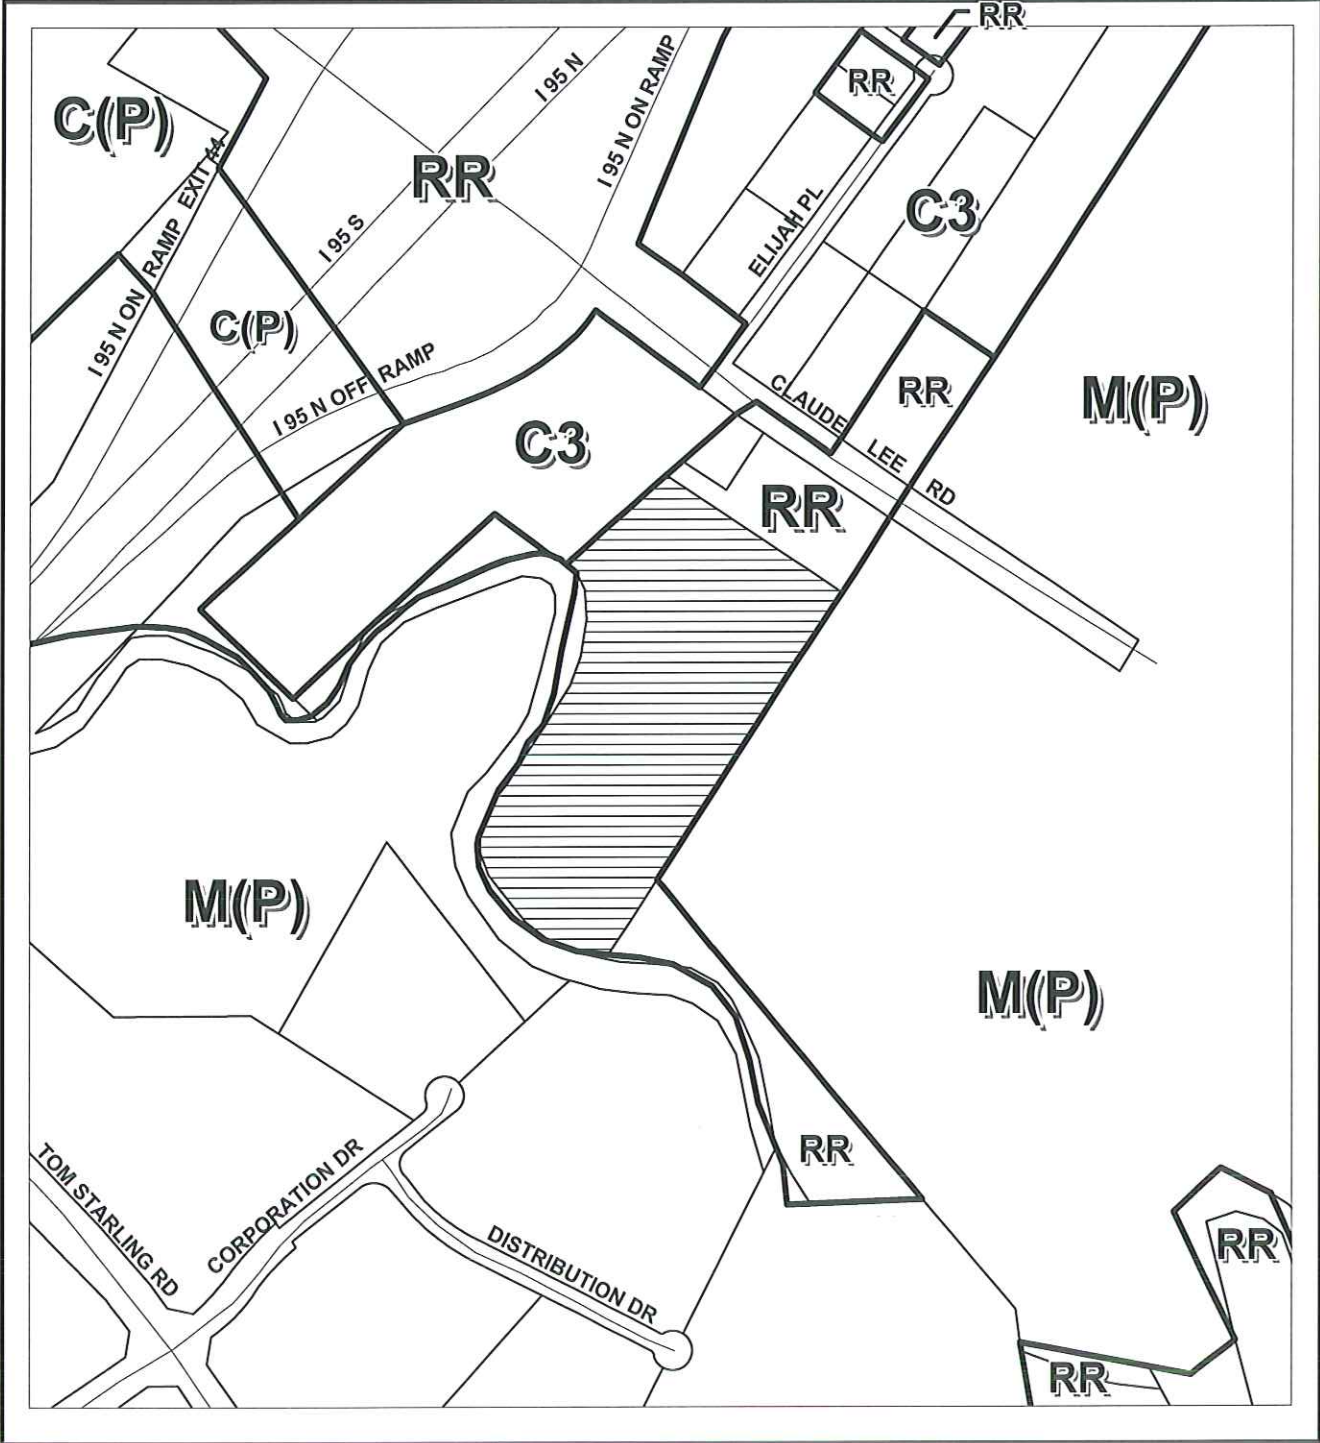 RR
RR
C(P)
I 95 N
I 95 N ON RAMP
RR
C3
I 95 N ON RAMP EXIT 44
I 95 S
ELIJAH PL
C(P)
I 95 N OFF RAMP
CLAUDE LEE RD
RR
M(P)
C3
RR
M(P)
M(P)
RR
TOM STARLING RD
CORPORATION DR
DISTRIBUTION DR
RR
RR